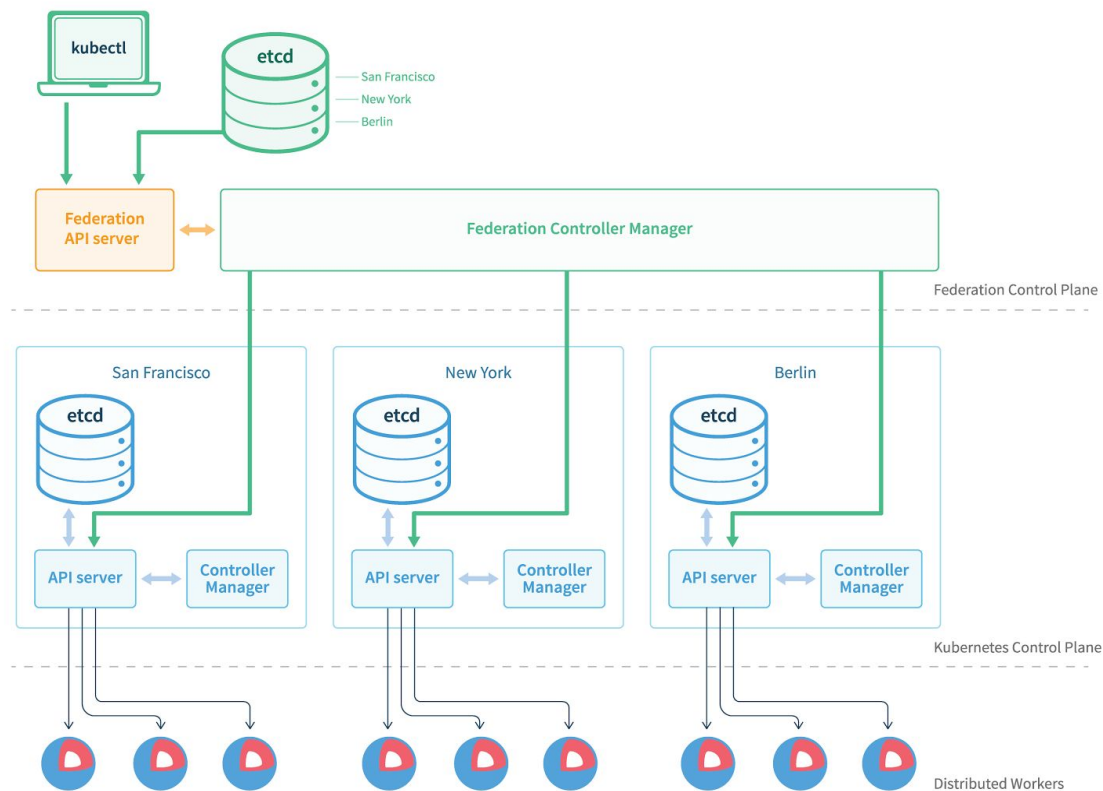 kubectl
etcd
San Francisco
New York
Berlin
Federation
API server
Federation Controller Manager
Federation Control Plane
San Francisco
etcd
API server
Controller
Manager
New York
etcd
API server
Controller
Manager
Berlin
etcd
API server
Controller
Manager
Kubernetes Control Plane
Distributed Workers